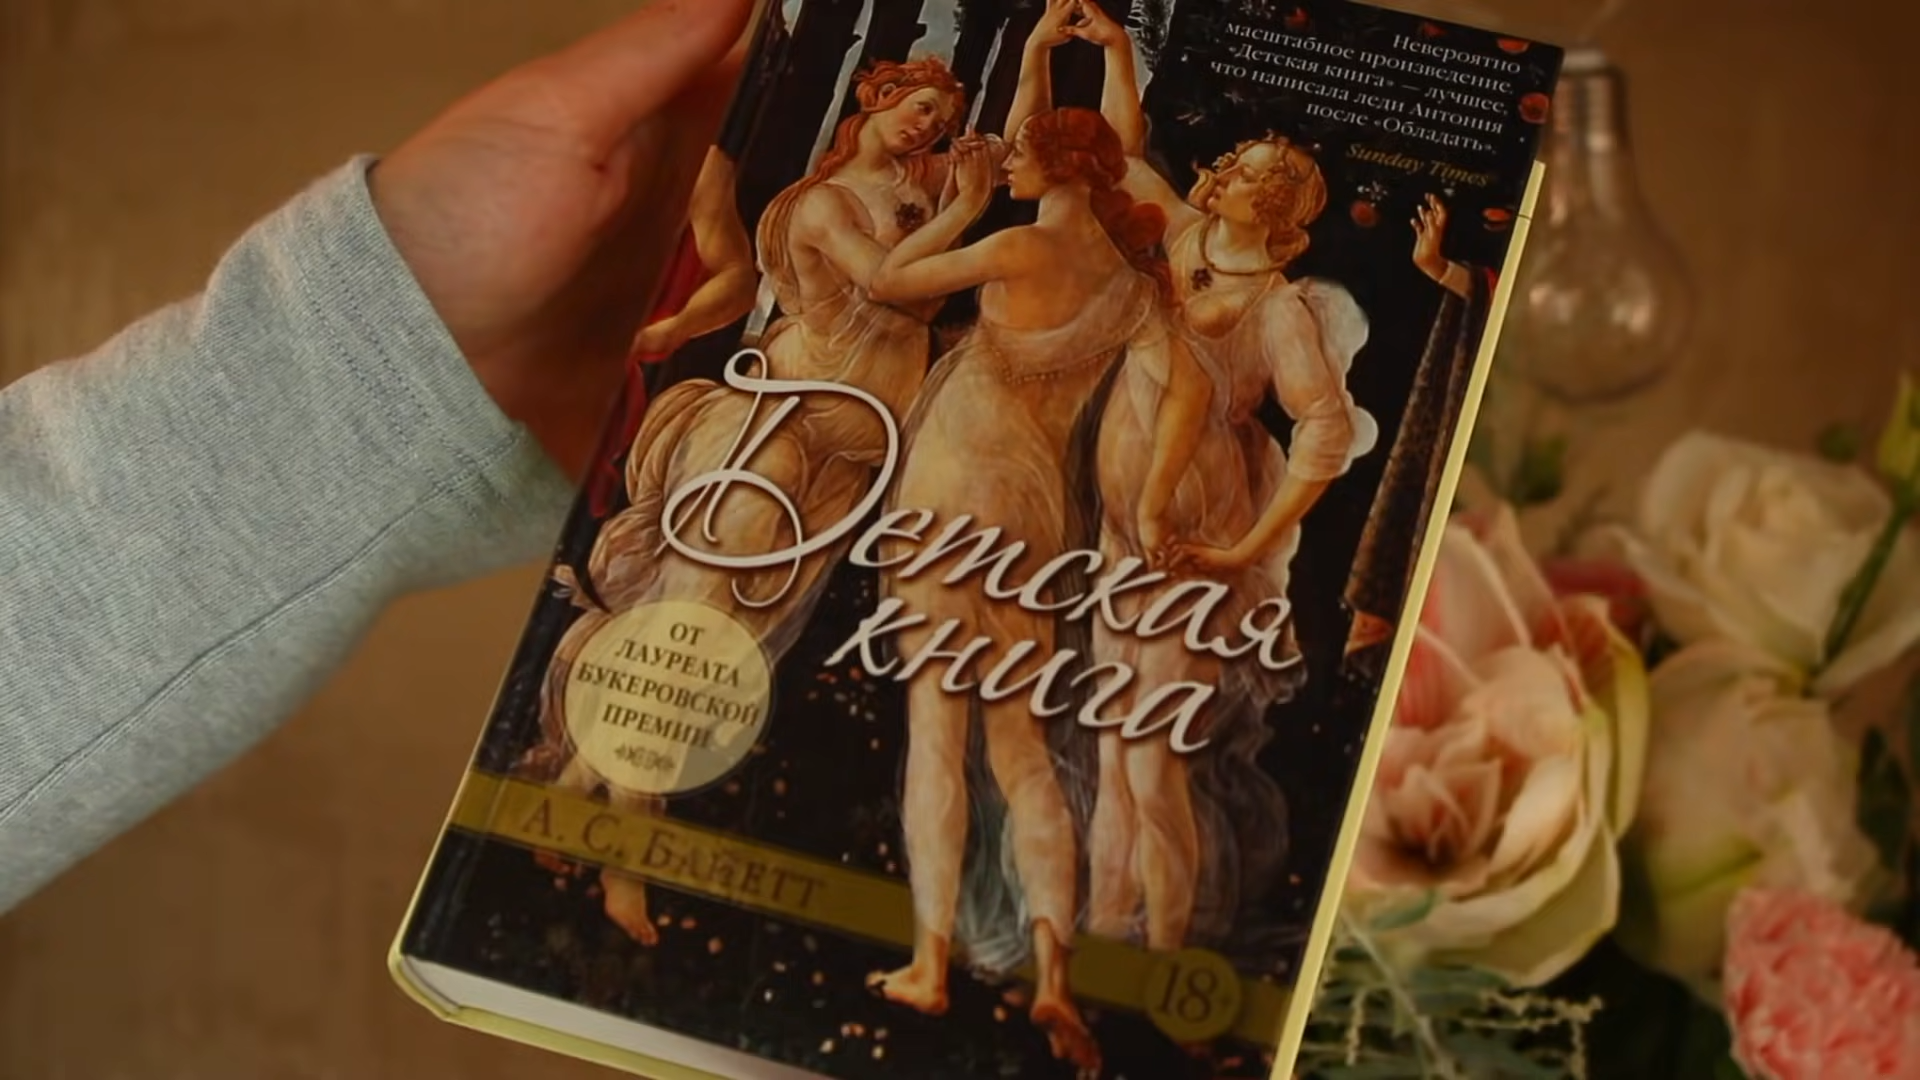 Невероятно
масштабное произведение.
«Детская книга» — лучшее,
что написала леди Антония
после «Обладать».
Sunday Times
Детская
книга
ОТ
ЛАУРЕАТА
БУКЕРОВСКОЙ
ПРЕМИИ
А. С. БАЙЕТТ
18+